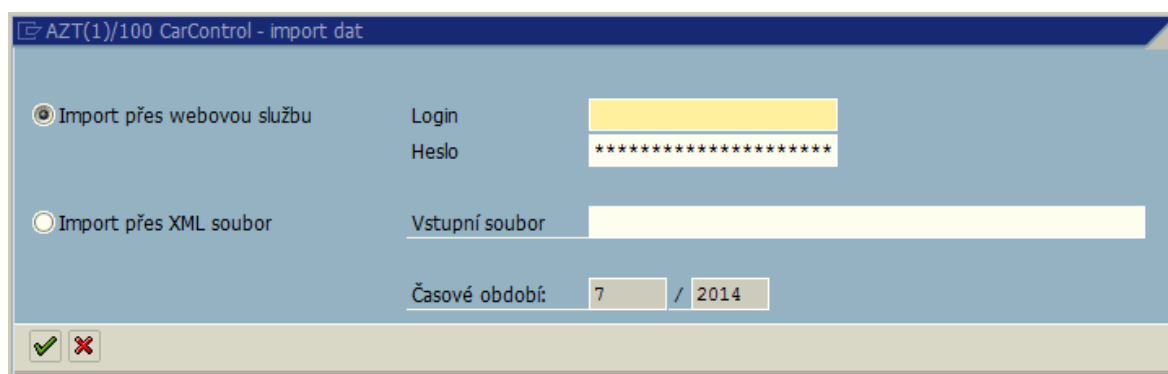 AZT(1)/100 CarControl - import dat
Import přes webovou službu Login
Heslo *********************
Import přes XML soubor Vstupní soubor
Časové období: 7 / 2014